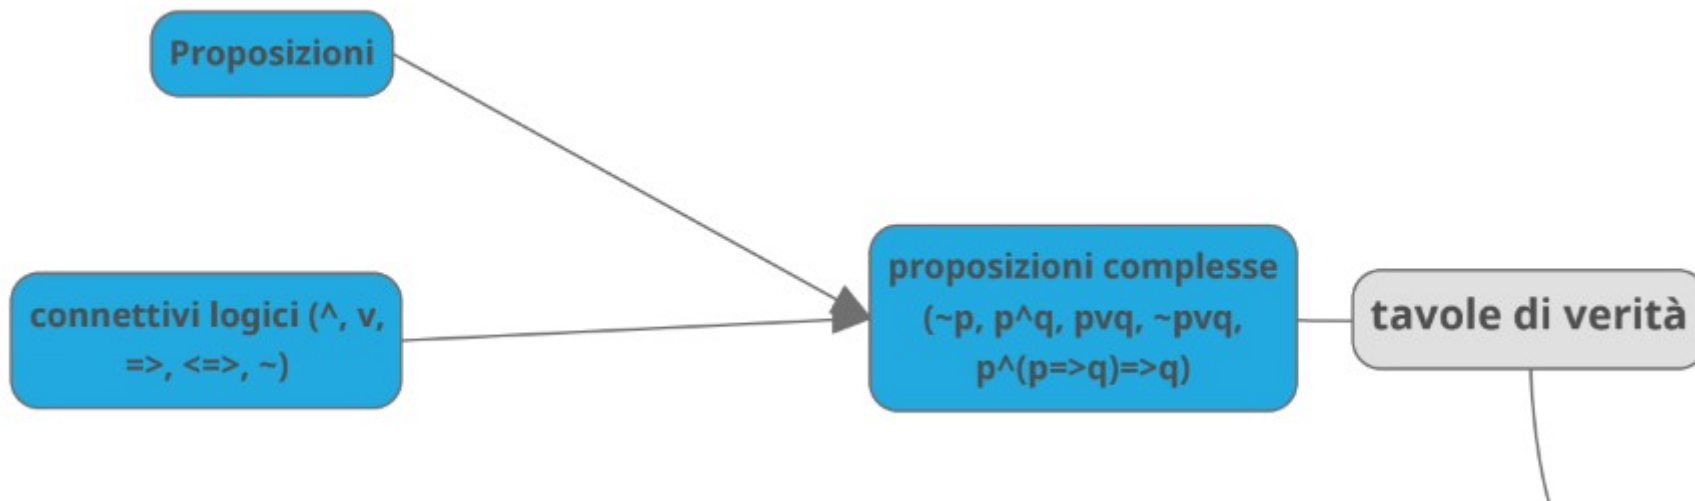 Proposizioni
connettivi logici (^, v,
=>, <=>, ~)
proposizioni complesse
(~p, p^q, pvq, ~pvq,
p^(p=>q)=>q)
tavole di verità